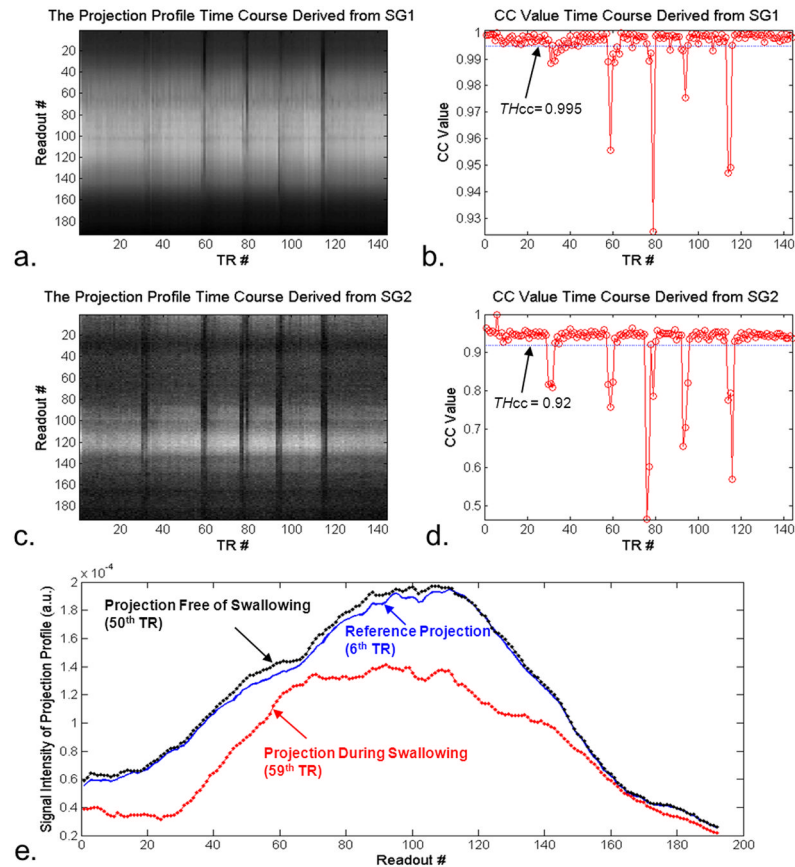 The Projection Profile Time Course Derived from SG1
Readout #
20
40
60
80
100
120
140
160
180
20 40 60 80 100 120 140
TR #
a.
CC Value Time Course Derived from SG1
CC Value
0.99
0.98
0.97
0.96
0.95
0.94
0.93
THcc= 0.995
0 20 40 60 80 100 120 140
TR #
b.
The Projection Profile Time Course Derived from SG2
Readout #
20
40
60
80
100
120
140
160
180
20 40 60 80 100 120 140
TR #
c.
CC Value Time Course Derived from SG2
CC Value
1
0.9
0.8
0.7
0.6
0.5
THcc = 0.92
0 20 40 60 80 100 120 140
TR #
d.
Signal Intensity of Projection Profile (a.u.)
x 10⁻⁴
2
1.8
1.6
1.4
1.2
1
0.8
0.6
0.4
0.2
Projection Free of Swallowing
(50th TR)
Reference Projection
(6th TR)
Projection During Swallowing
(59th TR)
0 20 40 60 80 100 120 140 160 180 200
Readout #
e.